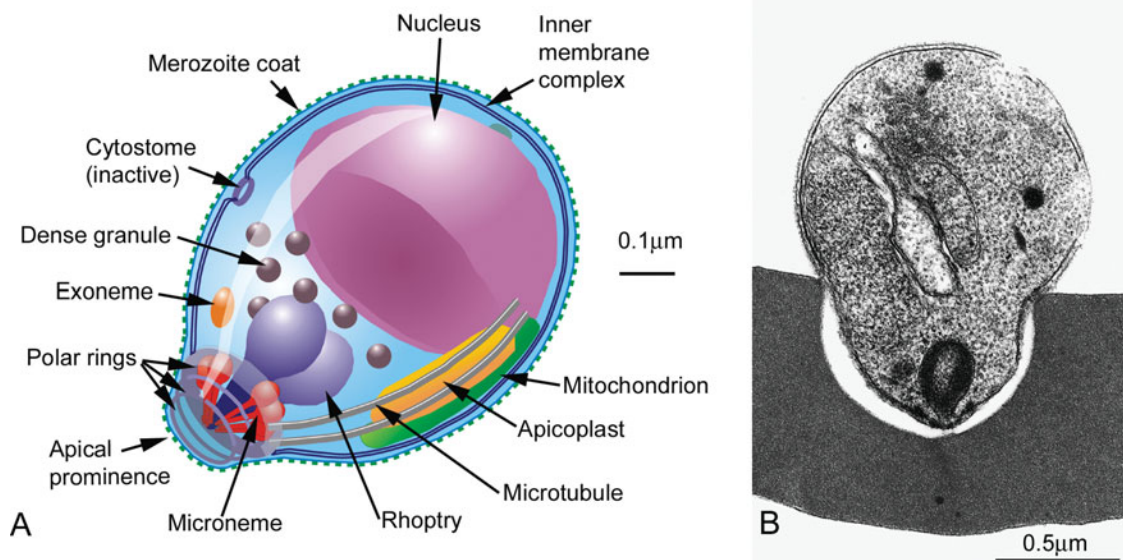 Nucleus
Inner
membrane
complex
Merozoite coat
Cytostome
(inactive)
Dense granule
Exoneme
Polar rings
Apical
prominence
Microneme
Rhoptry
Microtubule
Apicoplast
Mitochondrion
0.1μm
A
B
0.5μm